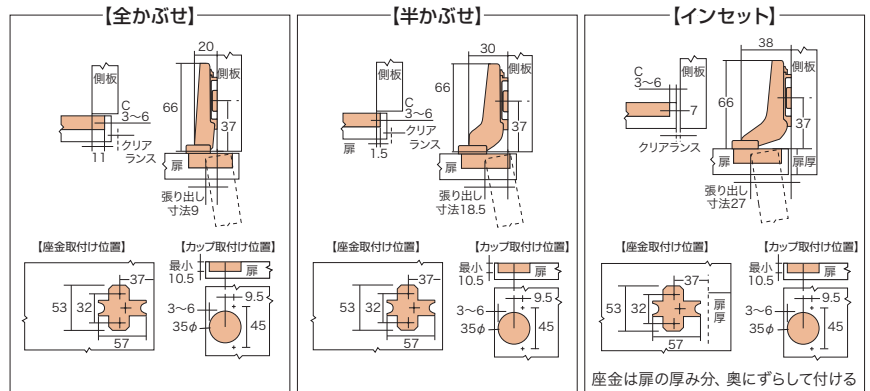 【全かぶせ】
20
側板
側板
C
3～6
66
37
クリア
ランス
11
扉
張り出し
寸法9
【座金取付け位置】
【カップ取付け位置】
37
53
32
57
最小
10.5
扉
9.5
3～6
35φ
45
【半かぶせ】
30
側板
側板
C
3～6
66
37
クリア
ランス
扉
1.5
扉
張り出し
寸法18.5
【座金取付け位置】
【カップ取付け位置】
37
53
32
57
最小
10.5
扉
9.5
3～6
35φ
45
【インセット】
38
側板
側板
C
3～6
7
66
37
クリアランス
扉
扉厚
張り出し
寸法27
【座金取付け位置】
【カップ取付け位置】
37
53
32
扉
厚
57
最小
10.5
扉
9.5
3～6
35φ
45
座金は扉の厚み分、奥にずらして付ける